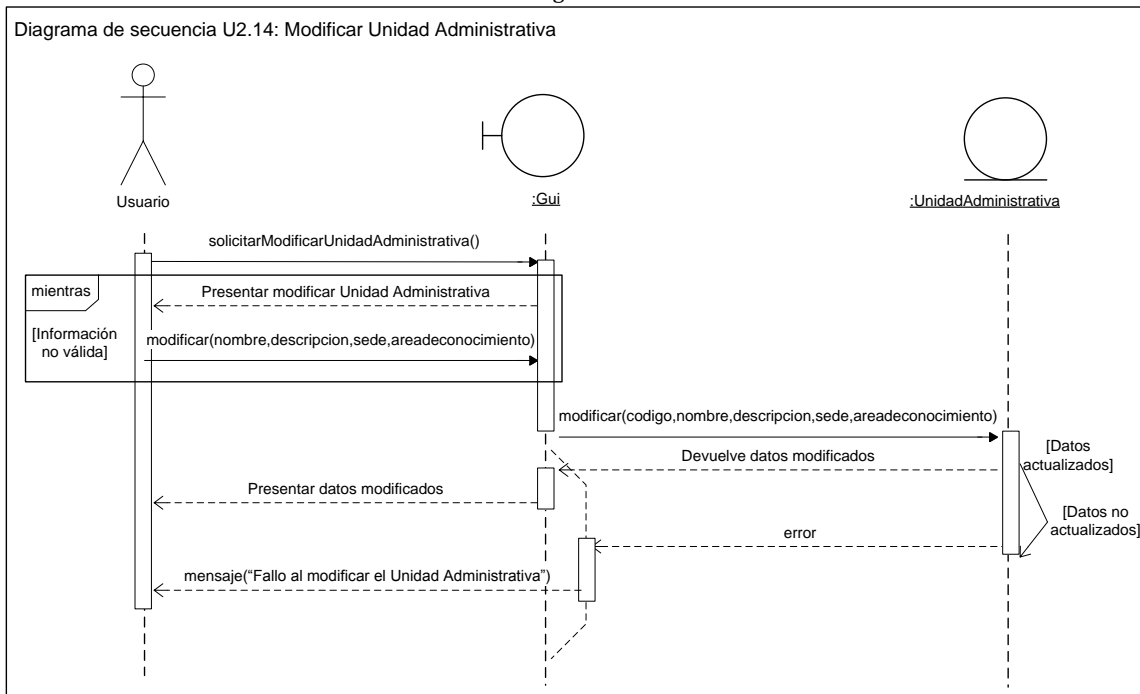 Diagrama de secuencia U2.14: Modificar Unidad Administrativa
Usuario
:Gui
:UnidadAdministrativa
solicitarModificarUnidadAdministrativa()
mientras
Presentar modificar Unidad Administrativa
[Información
no válida]
modificar(nombre,descripcion,sede,areadeconocimiento)
modificar(codigo,nombre,descripcion,sede,areadeconocimiento)
Devuelve datos modificados
[Datos
actualizados]
Presentar datos modificados
[Datos no
actualizados]
error
mensaje(“Fallo al modificar el Unidad Administrativa”)